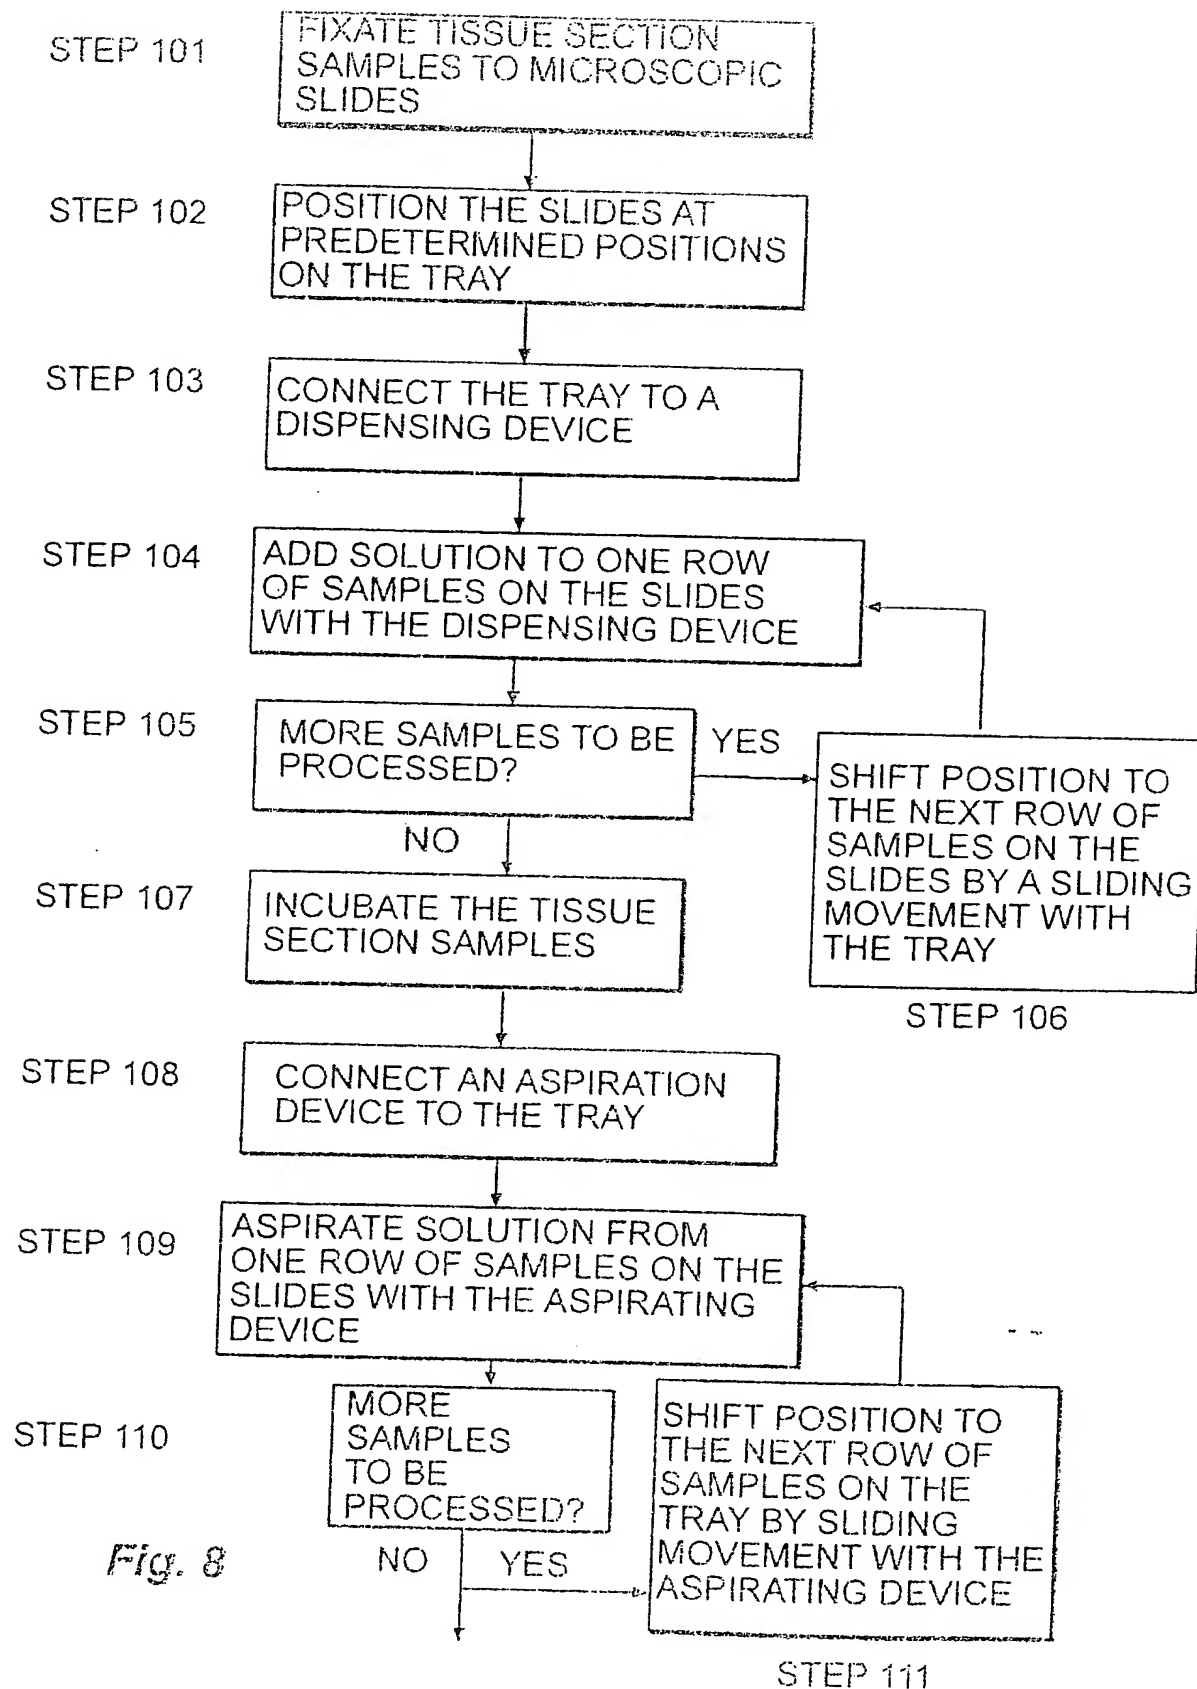 STEP 101
FIXATE TISSUE SECTION
SAMPLES TO MICROSCOPIC
SLIDES
STEP 102
POSITION THE SLIDES AT
PREDETERMINED POSITIONS
ON THE TRAY
STEP 103
CONNECT THE TRAY TO A
DISPENSING DEVICE
STEP 104
ADD SOLUTION TO ONE ROW
OF SAMPLES ON THE SLIDES
WITH THE DISPENSING DEVICE
STEP 105
MORE SAMPLES TO BE
PROCESSED?
YES
NO
SHIFT POSITION TO
THE NEXT ROW OF
SAMPLES ON THE
SLIDES BY A SLIDING
MOVEMENT WITH
THE TRAY
STEP 106
STEP 107
INCUBATE THE TISSUE
SECTION SAMPLES
STEP 108
CONNECT AN ASPIRATION
DEVICE TO THE TRAY
STEP 109
ASPIRATE SOLUTION FROM
ONE ROW OF SAMPLES ON THE
SLIDES WITH THE ASPIRATING
DEVICE
STEP 110
MORE
SAMPLES
TO BE
PROCESSED?
NO
YES
SHIFT POSITION TO
THE NEXT ROW OF
SAMPLES ON THE
TRAY BY SLIDING
MOVEMENT WITH THE
ASPIRATING DEVICE
STEP 111
Fig. 8